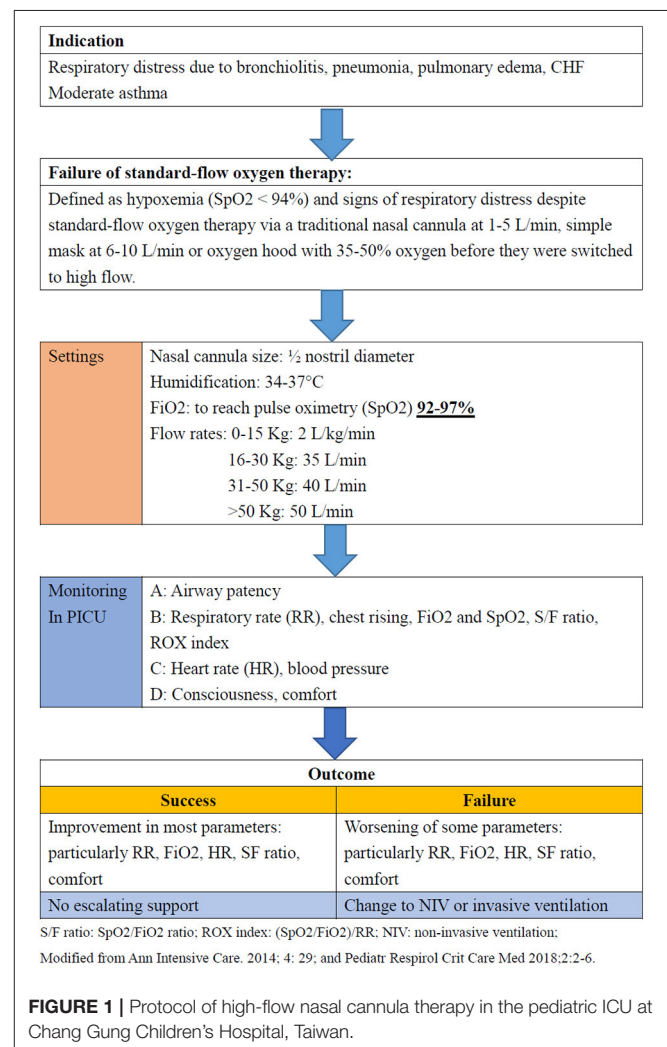 Indication
Respiratory distress due to bronchiolitis, pneumonia, pulmonary edema, CHF
Moderate asthma
Failure of standard-flow oxygen therapy:
Defined as hypoxemia (SpO2 < 94%) and signs of respiratory distress despite
standard-flow oxygen therapy via a traditional nasal cannula at 1-5 L/min, simple
mask at 6-10 L/min or oxygen hood with 35-50% oxygen before they were switched
to high flow.
Settings
Nasal cannula size: ½ nostril diameter
Humidification: 34-37°C
FiO2: to reach pulse oximetry (SpO2) 92-97%
Flow rates: 0-15 Kg: 2 L/kg/min
16-30 Kg: 35 L/min
31-50 Kg: 40 L/min
>50 Kg: 50 L/min
Monitoring
In PICU
A: Airway patency
B: Respiratory rate (RR), chest rising, FiO2 and SpO2, S/F ratio,
ROX index
C: Heart rate (HR), blood pressure
D: Consciousness, comfort
Outcome
Success
Failure
Improvement in most parameters:
particularly RR, FiO2, HR, SF ratio,
comfort
Worsening of some parameters:
particularly RR, FiO2, HR, SF ratio,
comfort
No escalating support
Change to NIV or invasive ventilation
S/F ratio: SpO2/FiO2 ratio; ROX index: (SpO2/FiO2)/RR; NIV: non-invasive ventilation;
Modified from Ann Intensive Care. 2014; 4: 29; and Pediatr Respirol Crit Care Med 2018;2:2-6.
FIGURE 1 | Protocol of high-flow nasal cannula therapy in the pediatric ICU at
Chang Gung Children's Hospital, Taiwan.